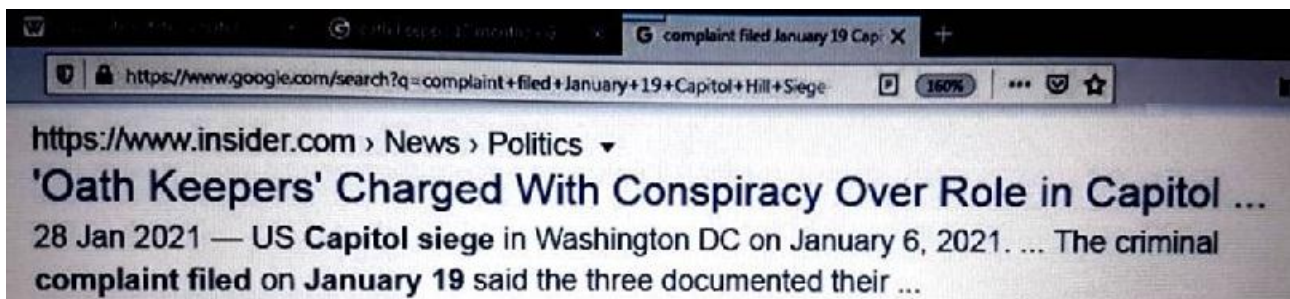 complaint filed January 19 Capi
https://www.google.com/search?q=complaint+filed+January+19+Capitol+Hill+Siege
160%
https://www.insider.com › News › Politics
'Oath Keepers' Charged With Conspiracy Over Role in Capitol ...
28 Jan 2021 — US Capitol siege in Washington DC on January 6, 2021. ... The criminal
complaint filed on January 19 said the three documented their ...